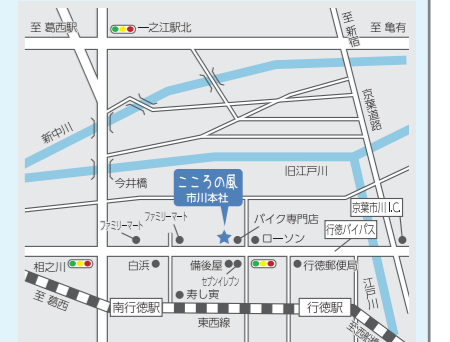 至 葛西駅
一之江駅北
至 新宿
至 亀有
京葉道路
新中川
旧江戸川
今井橋
こころの風
市川本社
ファミリーマート
ファミリーマート
バイク専門店
ローソン
京葉市川I.C.
行徳バイパス
相之川
白浜
備後屋
セブンイレブン
行徳郵便局
江戸川
至 葛西
寿し寅
南行徳駅
行徳駅
東西線
至西船橋